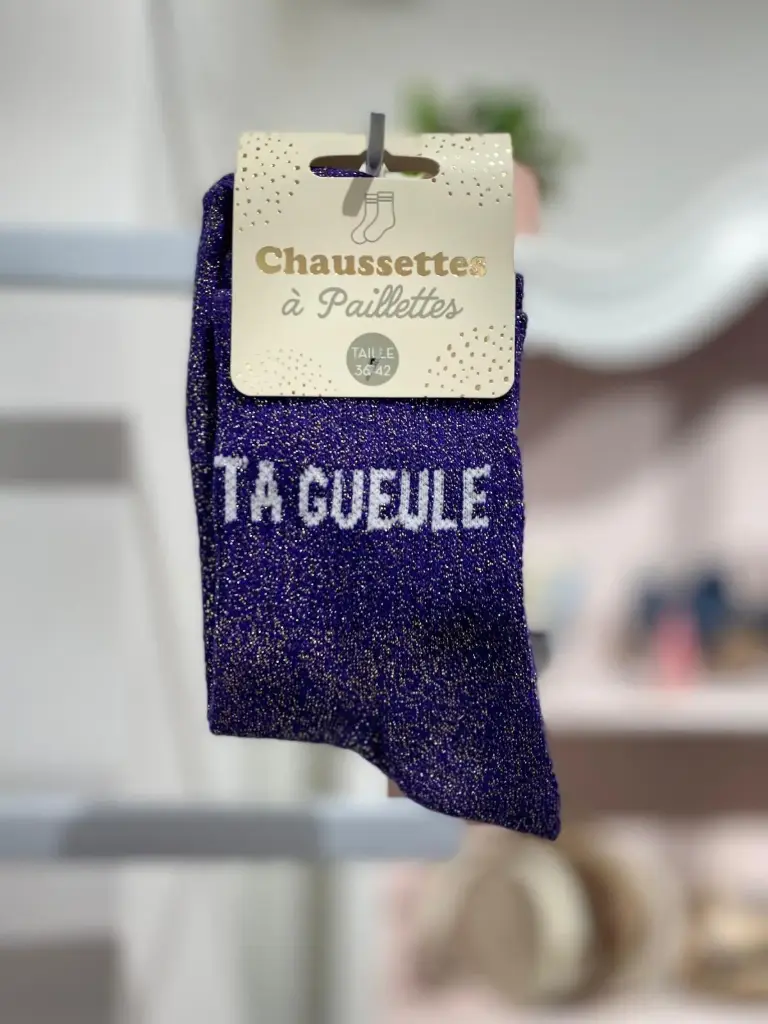 Chaussettes
à Paillettes
TAILLE
36-42
TA GUEULE